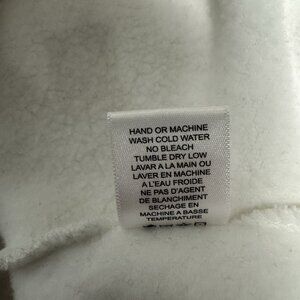 HAND OR MACHINE
WASH COLD WATER
NO BLEACH
TUMBLE DRY LOW
LAVAR A LA MAIN OU
LAVER EN MACHINE
A L'EAU FROIDE
NE PAS D'AGENT
DE BLANCHIMENT
SECHAGE EN
MACHINE A BASSE
TEMPERATURE